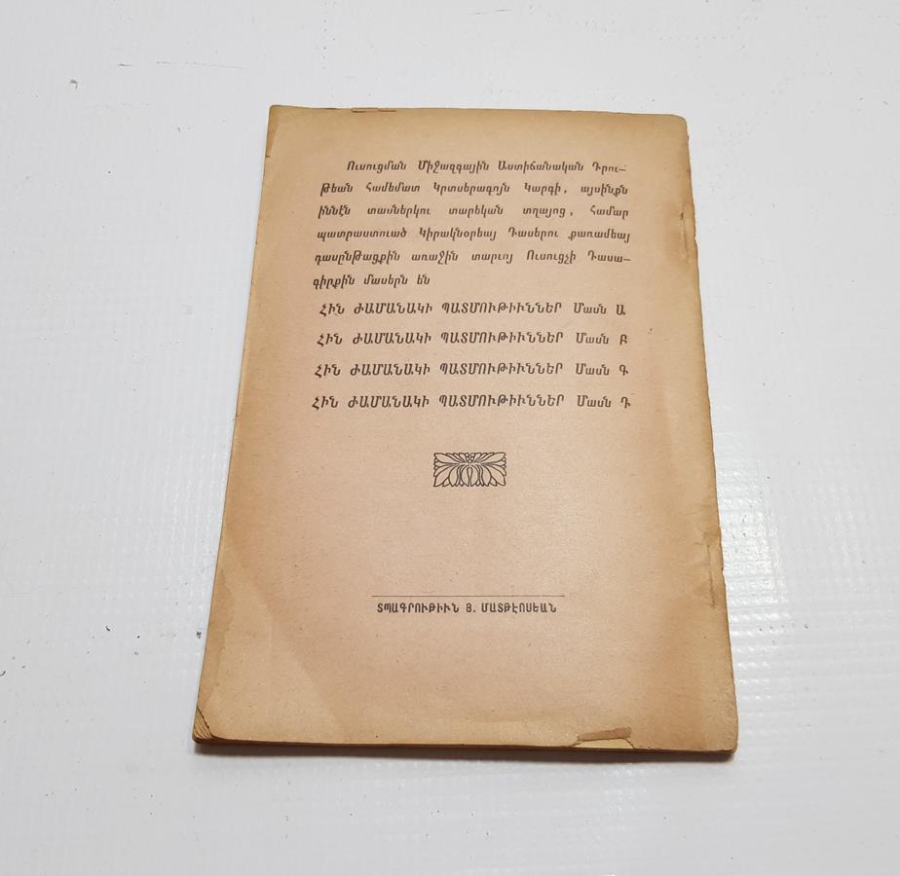 Ուսուցման Միջազգային Աստիճանական Դրու-
թեան Համեմատ Կրտսերագոյն Կարգի, այսինքն
իննէն տասներկու տարեկան տղայոց, Համար
պատրաստուած Կիրակնօրեայ Դասերու քառամեայ
դասընթացքին առաջին տարւոյ Ուսուցչի Դասա-
գիրքին մասերն են
ՀԻՆ ԺԱՄԱՆԱԿԻ ՊԱՏՄՈՒԹԻՒՆՆԵՐ Մասն Ա
ՀԻՆ ԺԱՄԱՆԱԿԻ ՊԱՏՄՈՒԹԻՒՆՆԵՐ Մասն Բ
ՀԻՆ ԺԱՄԱՆԱԿԻ ՊԱՏՄՈՒԹԻՒՆՆԵՐ Մասն Գ
ՀԻՆ ԺԱՄԱՆԱԿԻ ՊԱՏՄՈՒԹԻՒՆՆԵՐ Մասն Դ
ՏՊԱԳՐՈՒԹԻՒՆ Յ. ՄԱՏԹԷՈՍԵԱՆ